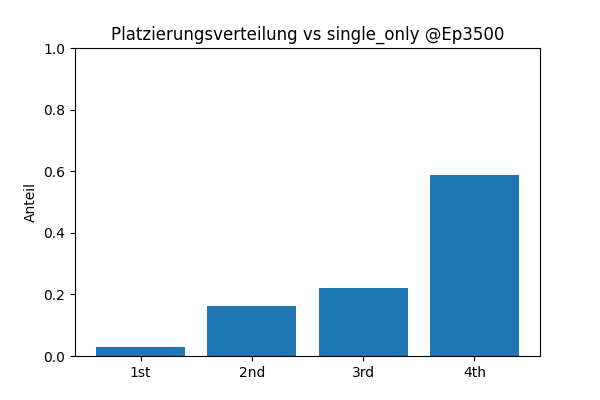 Platzierungsverteilung vs single_only @Ep3500
1.0
0.8
0.6
0.4
0.2
0.0
Anteil
1st
2nd
3rd
4th